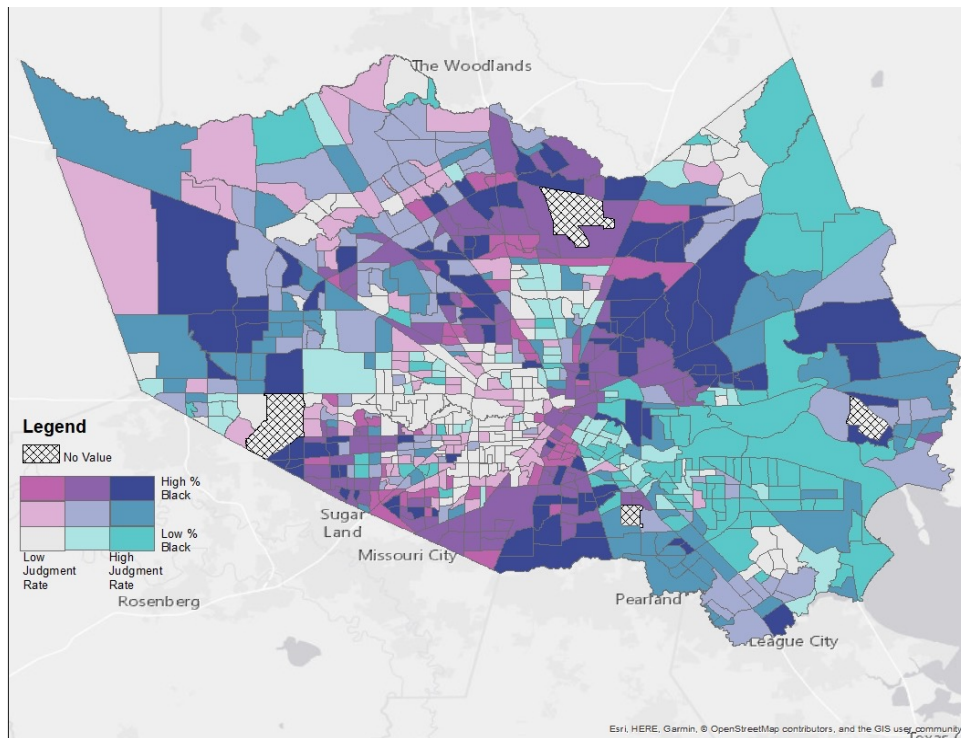 The Woodlands
Legend
No Value
High %
Black
Low %
Black
Low
Judgment
Rate
High
Judgment
Rate
Sugar
Land
Missouri City
Rosenberg
Pearland
League City
Esri, HERE, Garmin, © OpenStreetMap contributors, and the GIS user community